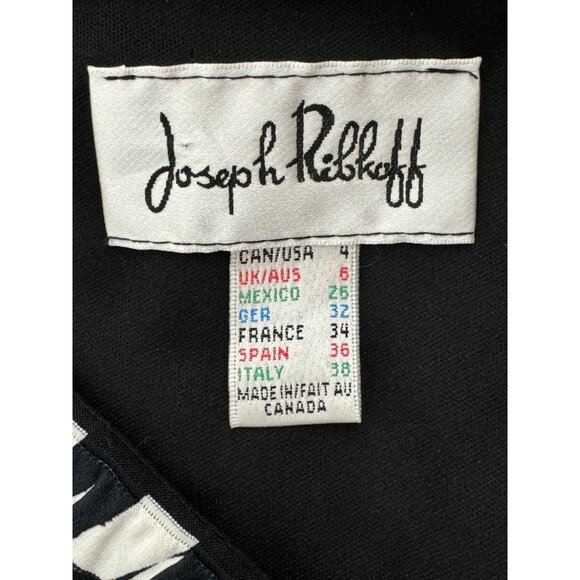 Joseph Ribkoff
CAN/USA 4
UK/AUS 6
MEXICO 26
GER 32
FRANCE 34
SPAIN 36
ITALY 38
MADE IN/FAIT AU
CANADA